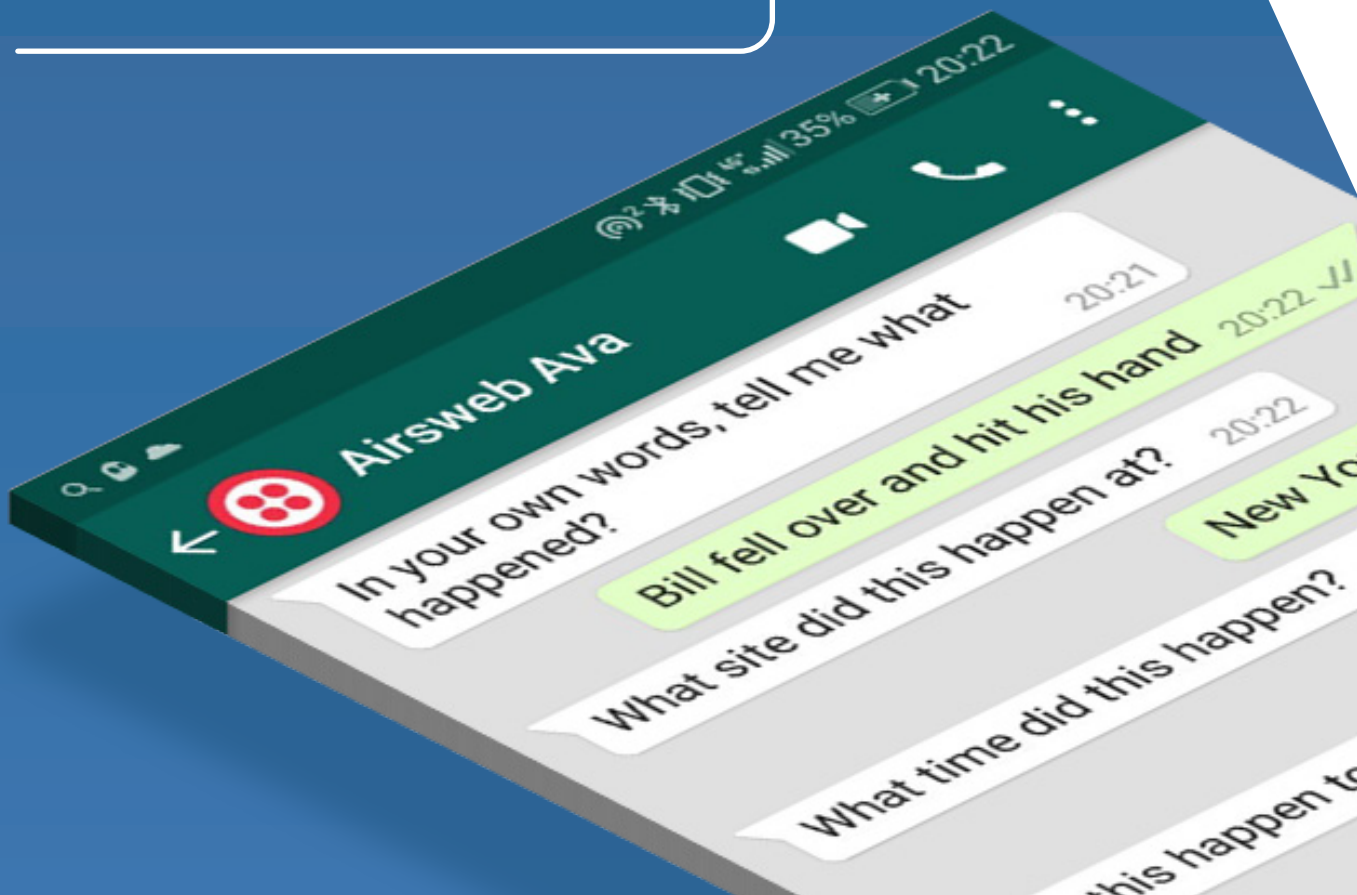 2 4G+ 35% 20:22
Airsweb Ava
In your own words, tell me what
happened? 20:21
Bill fell over and hit his hand 20:22
What site did this happen at? 20:22
New Yo
What time did this happen?
this happen to